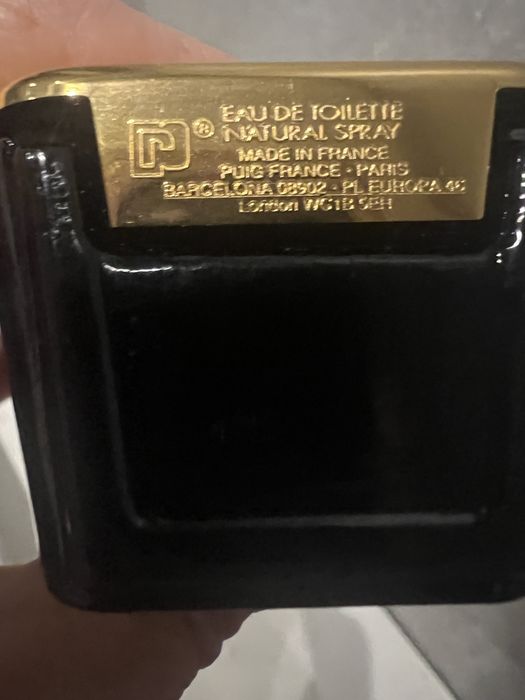 ® EAU DE TOILETTE
NATURAL SPRAY
MADE IN FRANCE
PUIG FRANCE · PARIS
BARCELONA 08902 · PL EUROPA 46
London WC1B 5EH